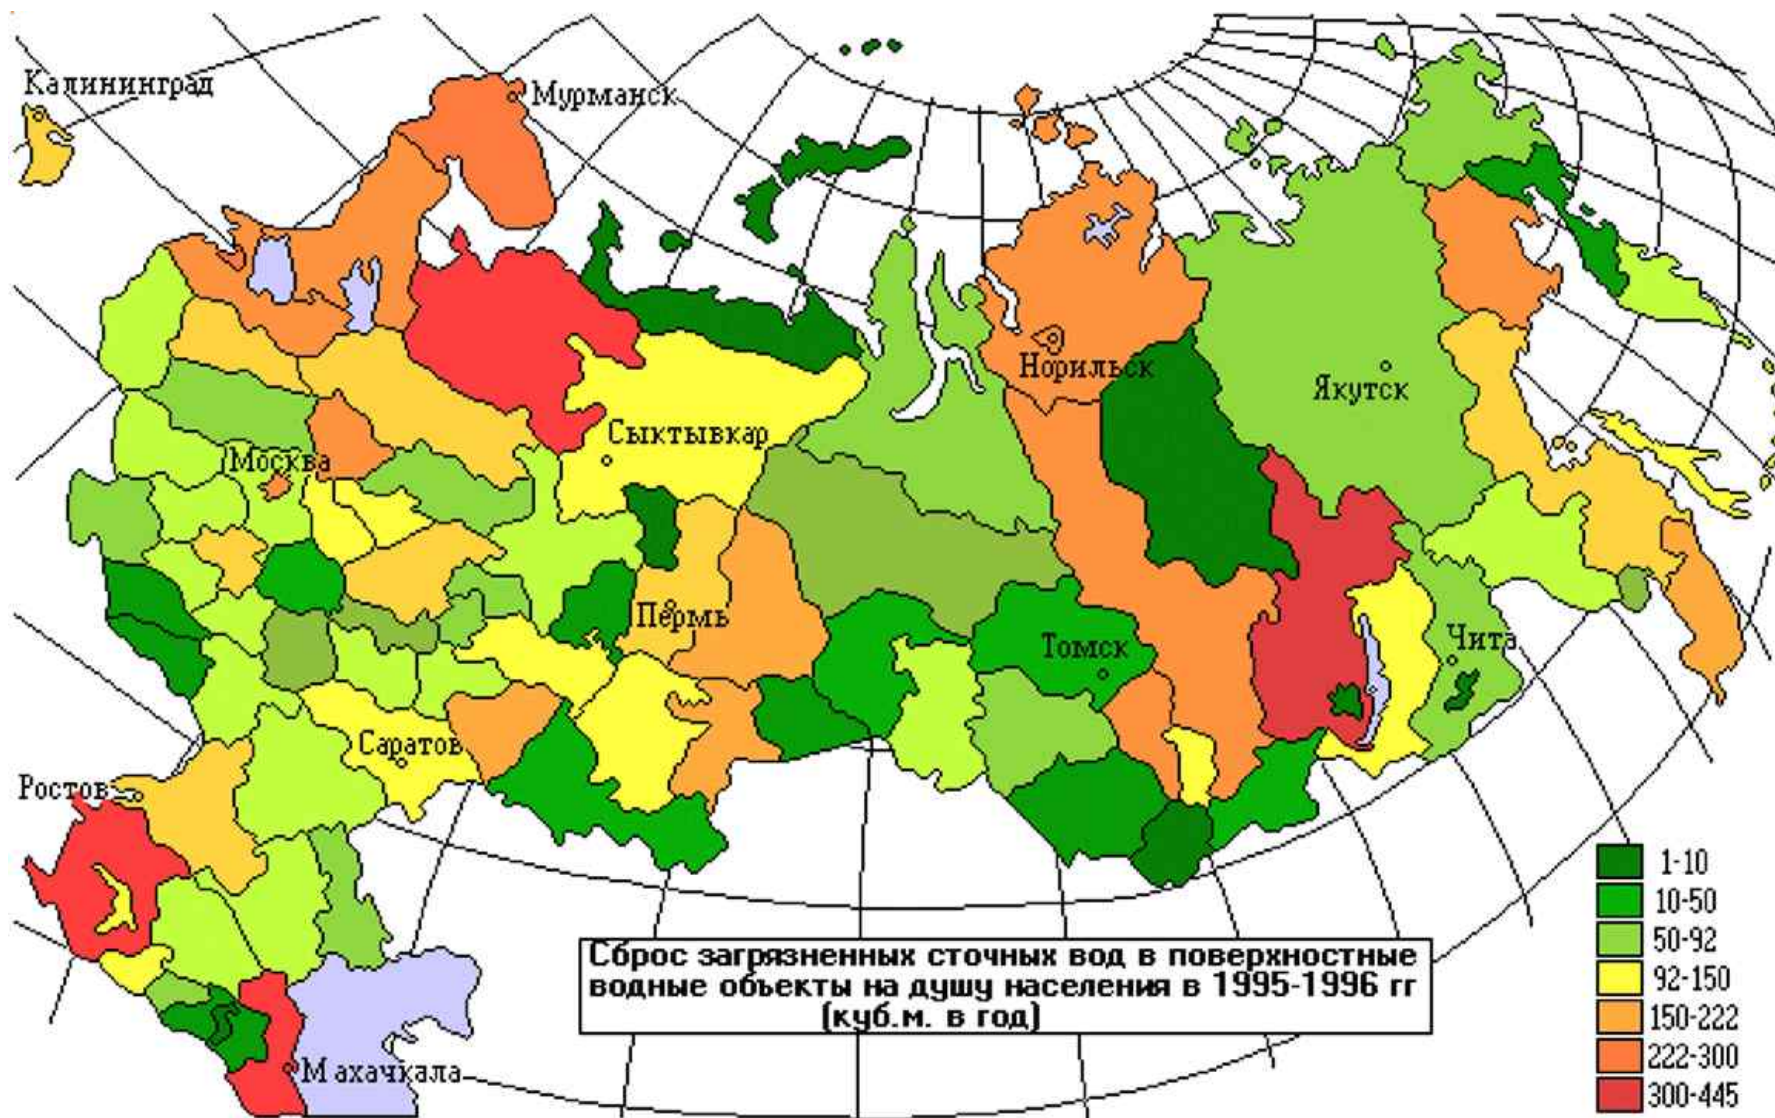 Калининград
Мурманск
Норильск
Якутск
Сыктывкар
Москва
Пермь
Томск
Чита
Саратов
Ростов
Махачкала
1-10
10-50
50-92
92-150
150-222
222-300
300-445
Сброс загрязненных сточных вод в поверхностные
водные объекты на душу населения в 1995-1996 гг
(куб.м. в год)